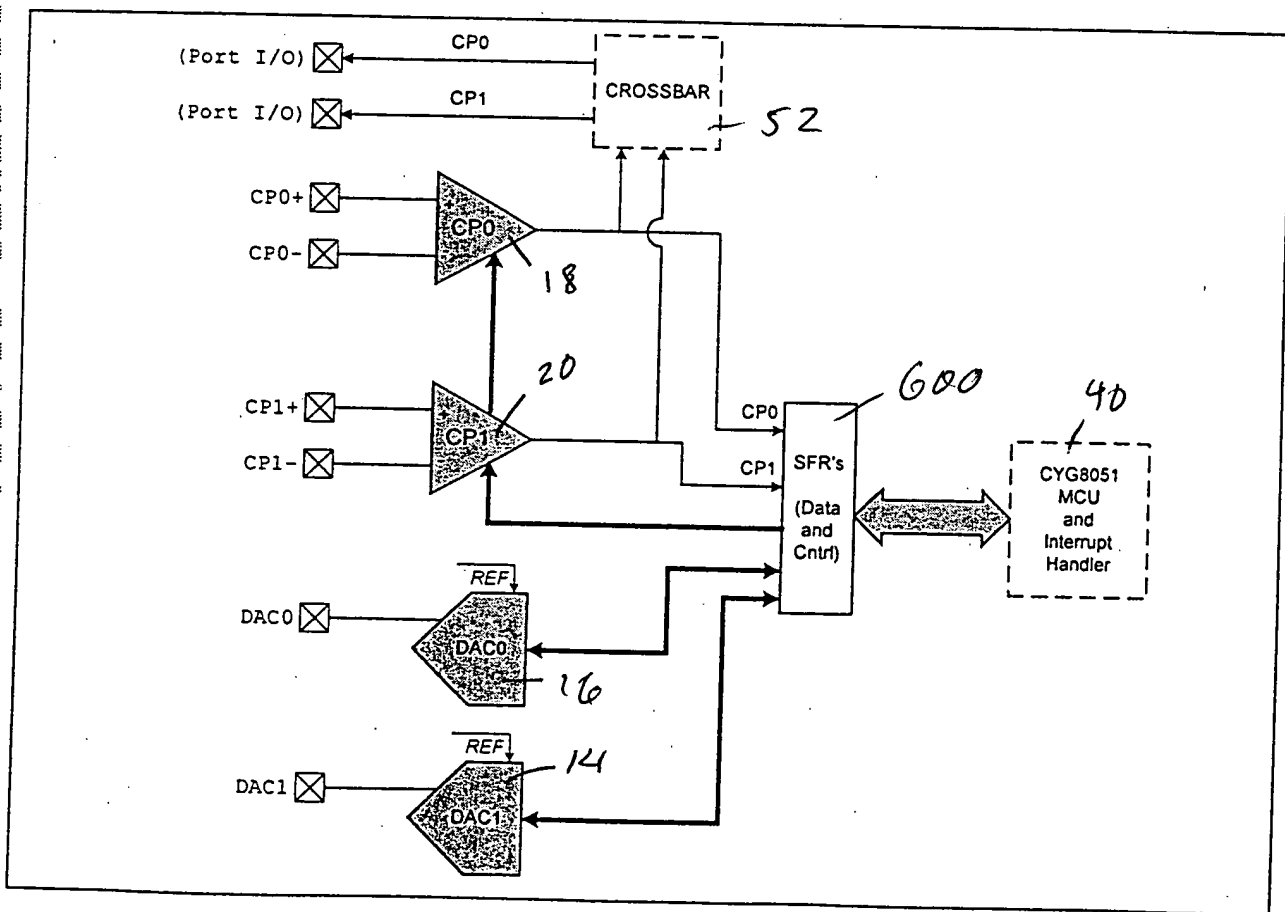 (Port I/O) CP0
CROSSBAR
(Port I/O) CP1
52
CP0+
CP0
CP0-
18
20
600
40
CP1+
CP1
CP1-
CP0
CP1
SFR's
(Data
and
Cntrl)
CYG8051
MCU
and
Interrupt
Handler
REF
DAC0
DAC0
16
REF
14
DAC1
DAC1